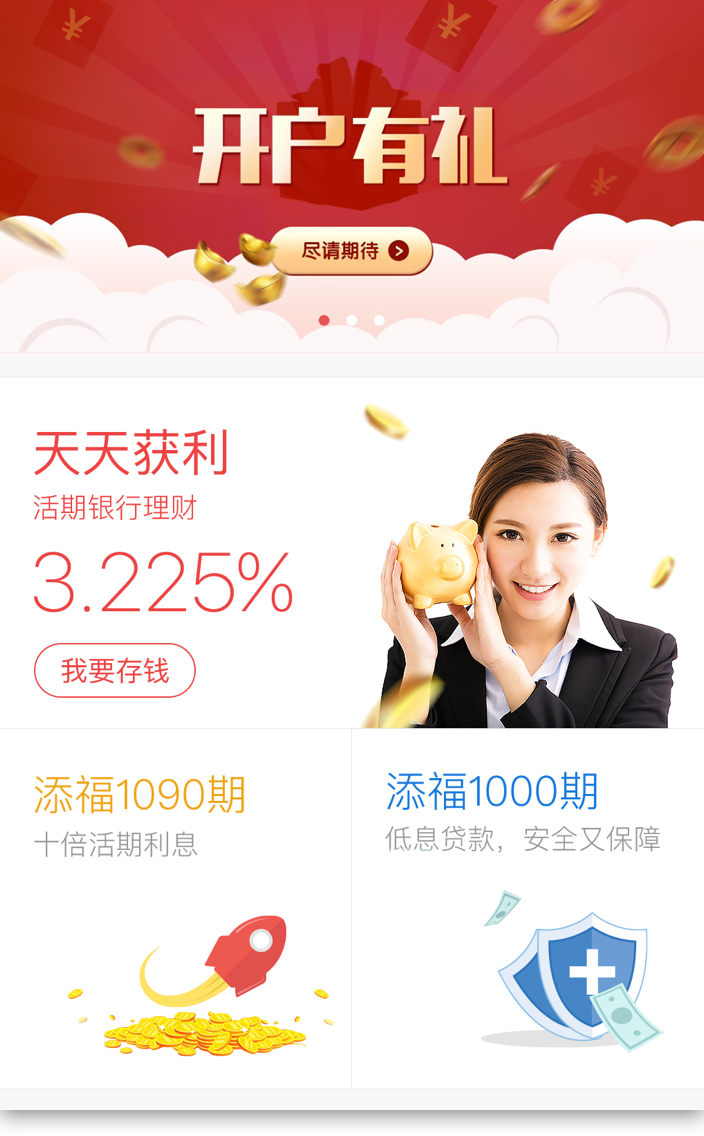 开户有礼
尽请期待
天天获利
活期银行理财
3.225%
我要存钱
添福1090期
十倍活期利息
添福1000期
低息贷款，安全又保障